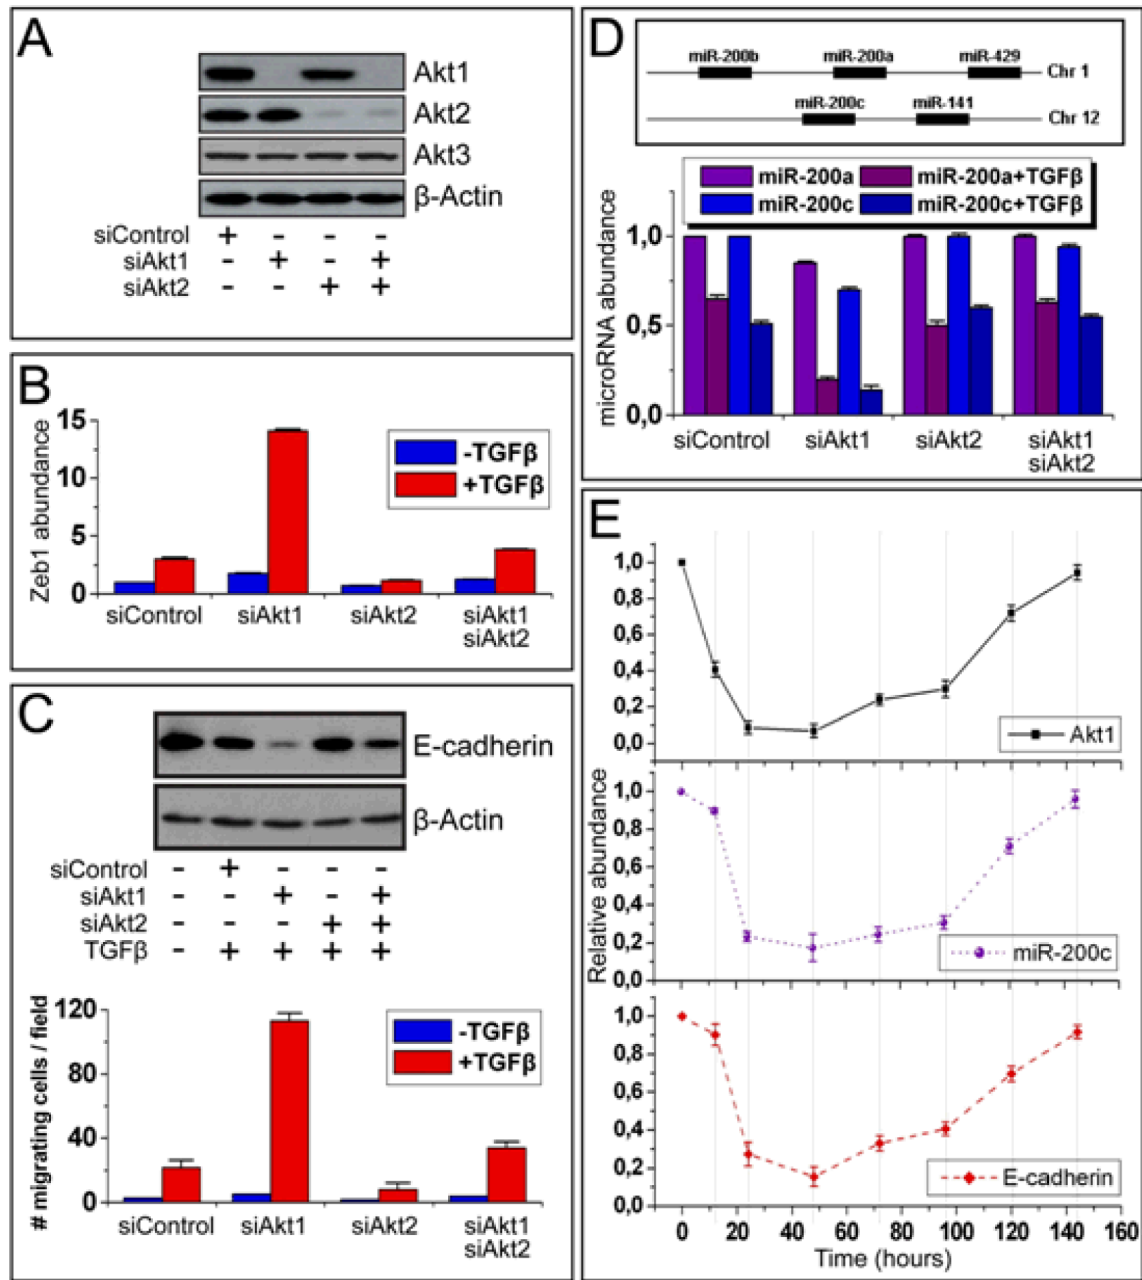 A
Akt1
Akt2
Akt3
β-Actin
siControl + - - -
siAkt1 - + - +
siAkt2 - - + +
B
Zeb1 abundance
15
10
5
0
-TGFβ
+TGFβ
siControl siAkt1 siAkt2 siAkt1
siAkt2
C
E-cadherin
β-Actin
siControl - + - - -
siAkt1 - - + - +
siAkt2 - - - + +
TGFβ - + + + +
# migrating cells / field
120
80
40
0
-TGFβ
+TGFβ
siControl siAkt1 siAkt2 siAkt1
siAkt2
D
miR-200b miR-200a miR-429
Chr 1
miR-200c miR-141
Chr 12
miR-200a miR-200a+TGFβ
miR-200c miR-200c+TGFβ
microRNA abundance
1,0
0,5
0,0
siControl siAkt1 siAkt2 siAkt1
siAkt2
E
Relative abundance
1,0
0,8
0,6
0,4
0,2
0,0
Akt1
1,0
0,8
0,6
0,4
0,2
0,0
miR-200c
1,0
0,8
0,6
0,4
0,2
0,0
E-cadherin
0 20 40 60 80 100 120 140 160
Time (hours)